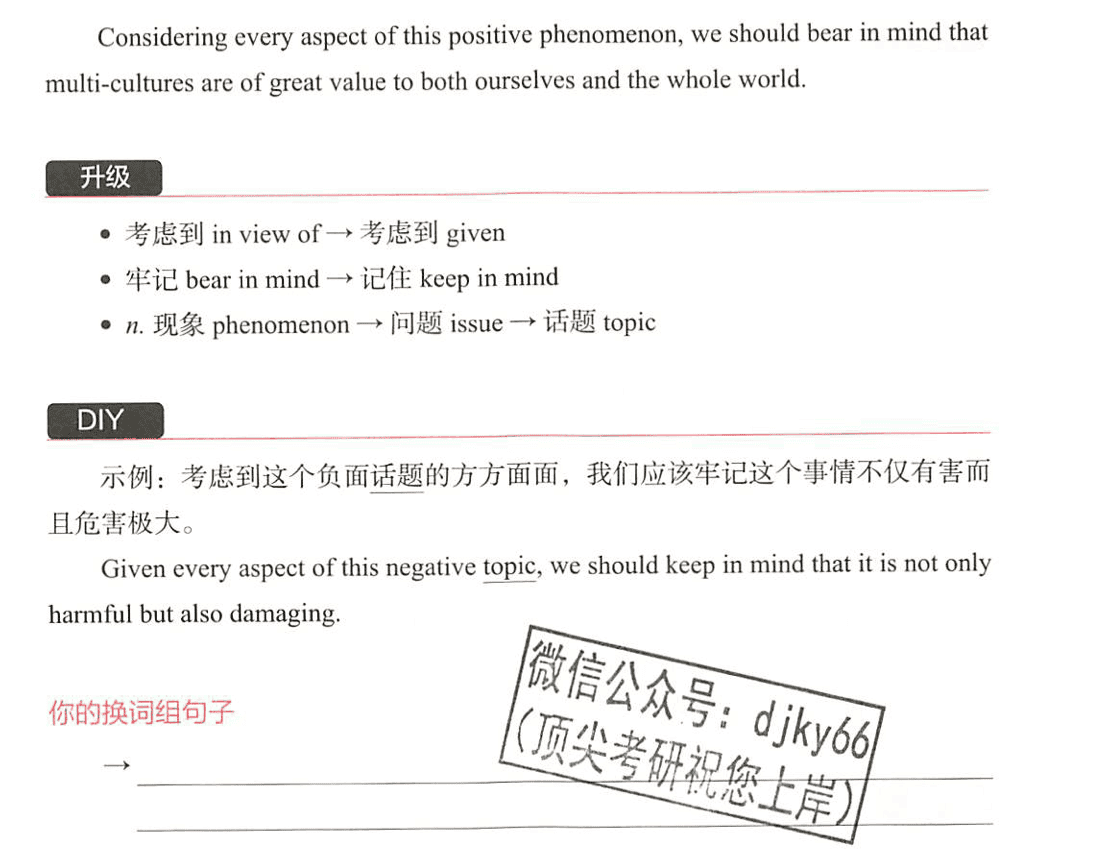 Considering every aspect of this positive phenomenon, we should bear in mind that
multi-cultures are of great value to both ourselves and the whole world.
升级
• 考虑到 in view of → 考虑到 given
• 牢记 bear in mind → 记住 keep in mind
• n. 现象 phenomenon → 问题 issue → 话题 topic
DIY
示例：考虑到这个负面话题的方方面面，我们应该牢记这个事情不仅有害而
且危害极大。
Given every aspect of this negative topic, we should keep in mind that it is not only
harmful but also damaging.
你的换词组句子
→
微信公众号：djky66
（顶尖考研祝您上岸）